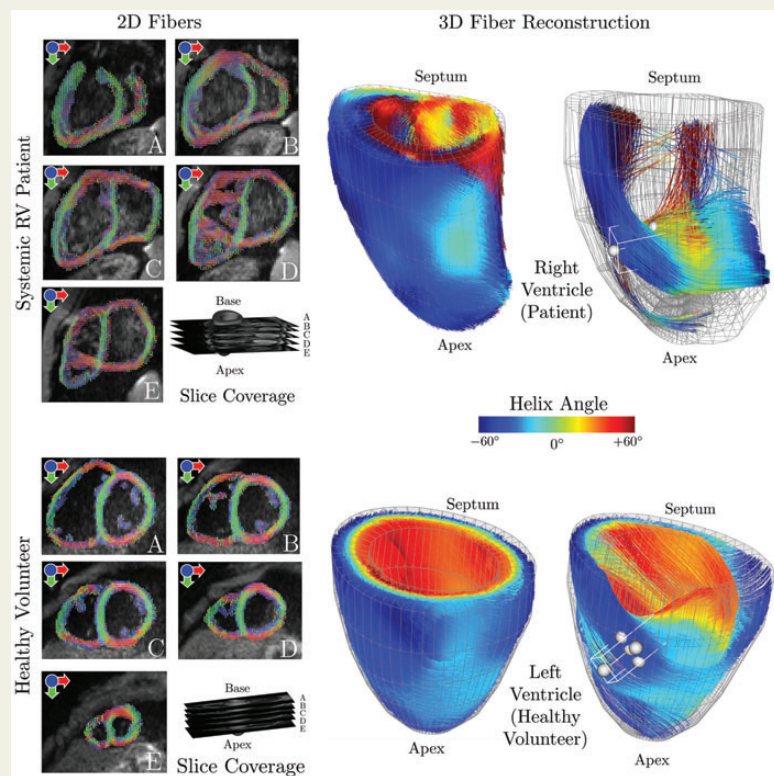 2D Fibers
3D Fiber Reconstruction
Systemic RV Patient
A
B
C
D
E
Base
A
B
C
D
E
Apex
Slice Coverage
Septum
Septum
Right
Ventricle
(Patient)
Apex
Apex
Helix Angle
−60°
0°
+60°
Healthy Volunteer
A
B
C
D
E
Base
A
B
C
D
E
Apex
Slice Coverage
Septum
Septum
Left
Ventricle
(Healthy
Volunteer)
Apex
Apex